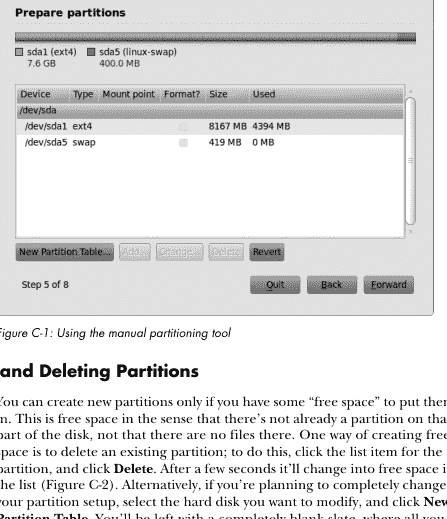 Prepare partitions
sda1 (ext4) sda5 (linux-swap)
7.6 GB 400.0 MB
Device Type Mount point Format? Size Used
/dev/sda
/dev/sda1 ext4 8167 MB 4394 MB
/dev/sda5 swap 419 MB 0 MB
New Partition Table... Add... Change... Delete Revert
Step 5 of 8 Quit Back Forward
Figure C-1: Using the manual partitioning tool
and Deleting Partitions
You can create new partitions only if you have some “free space” to put them
in. This is free space in the sense that there's not already a partition on tha
part of the disk, not that there are no files there. One way of creating free
space is to delete an existing partition; to do this, click the list item for the
partition, and click Delete. After a few seconds it'll change into free space i
the list (Figure C-2). Alternatively, if you're planning to completely change
your partition setup, select the hard disk you want to modify, and click New
Partition Table. You'll be left with a completely blank slate, where all you